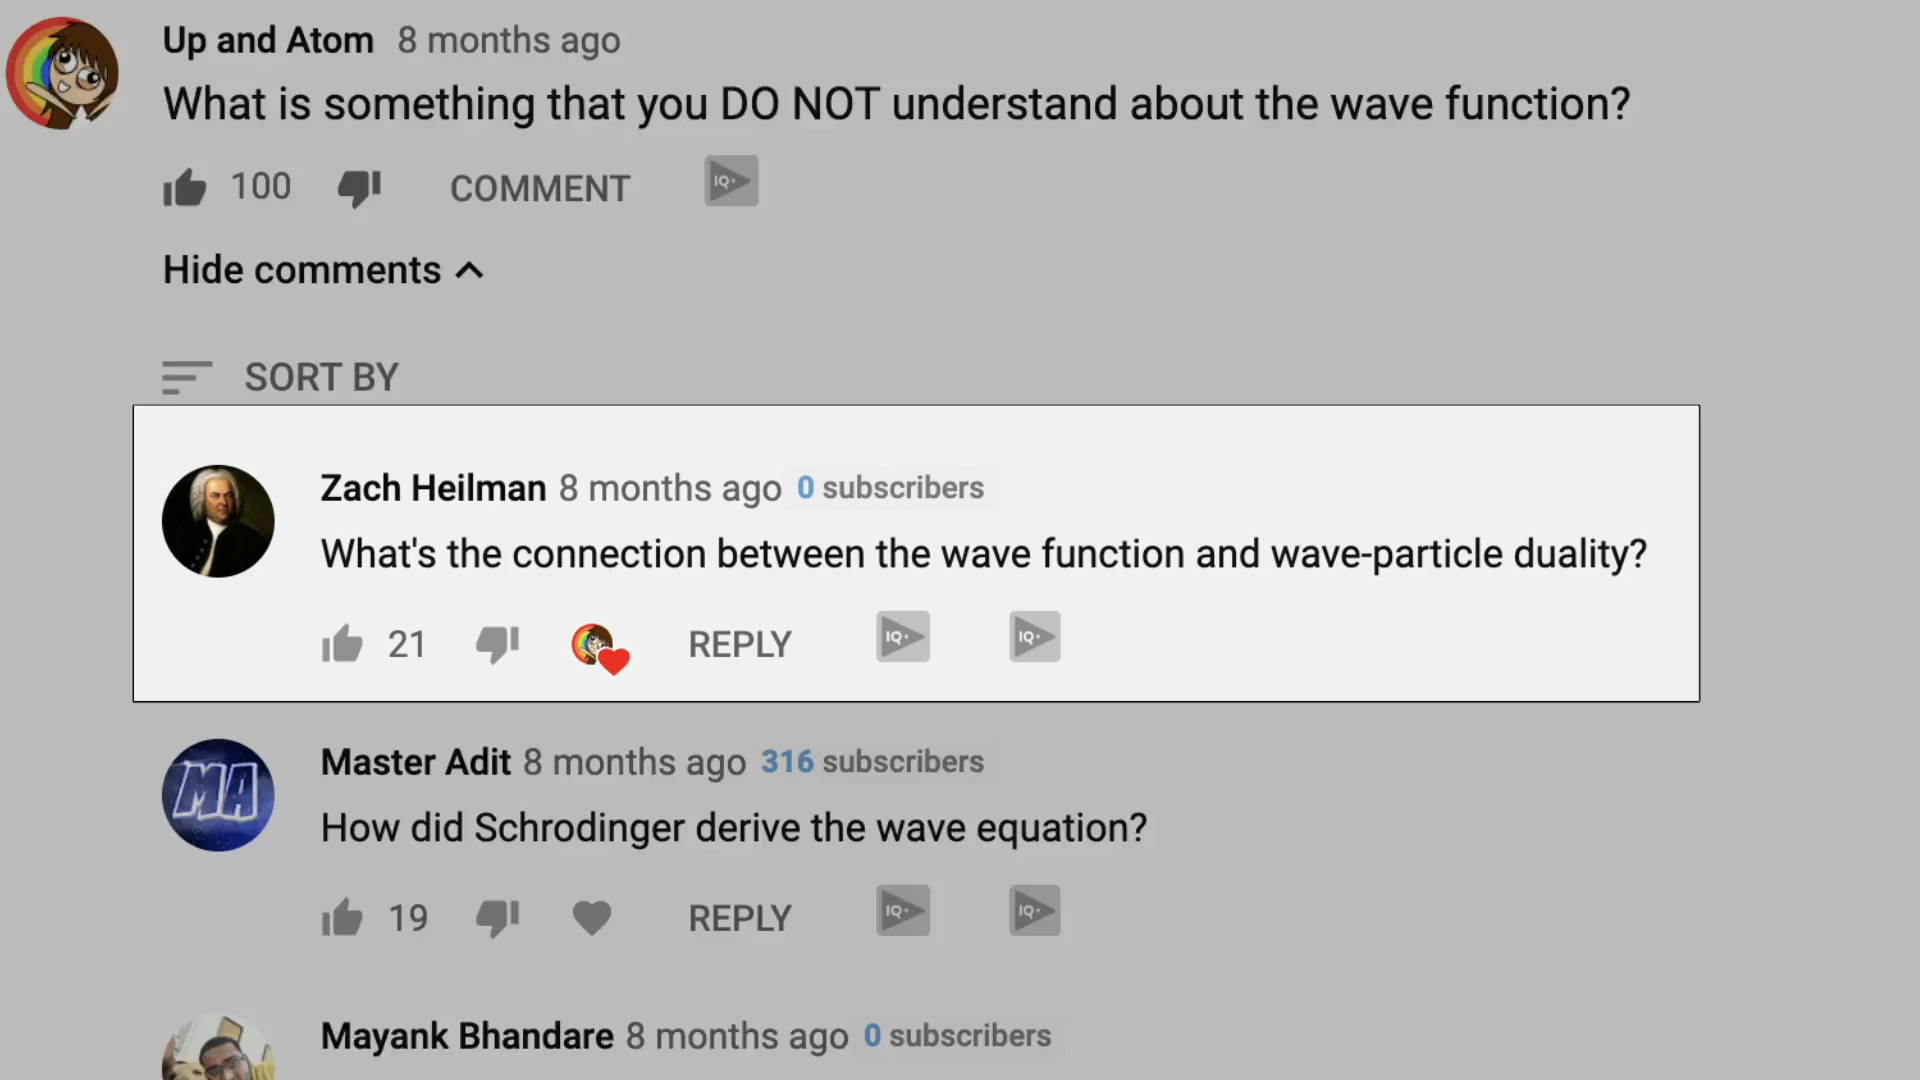 Up and Atom 8 months ago
What is something that you DO NOT understand about the wave function?
100 COMMENT IQ+
Hide comments
SORT BY
Zach Heilman 8 months ago 0 subscribers
What's the connection between the wave function and wave-particle duality?
21 REPLY IQ+ IQ+
Master Adit 8 months ago 316 subscribers
MA
How did Schrodinger derive the wave equation?
19 REPLY IQ+ IQ+
Mayank Bhandare 8 months ago 0 subscribers